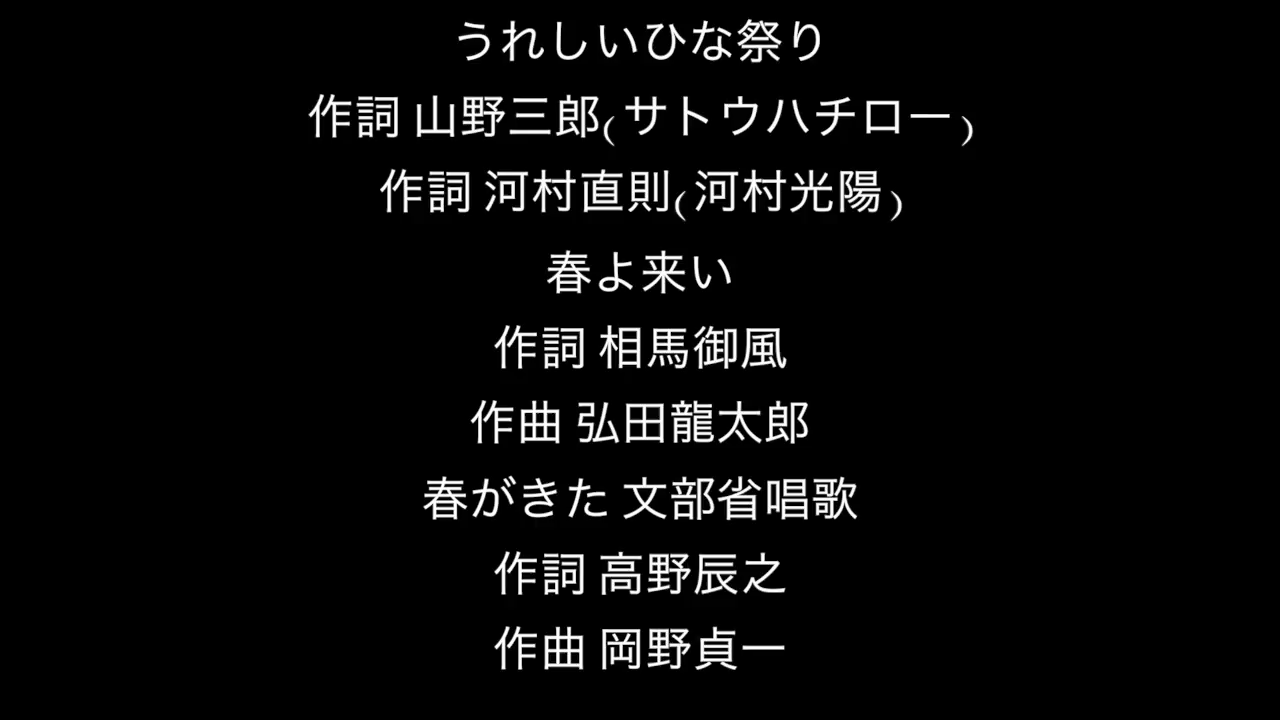 うれしいひな祭り
作詞 山野三郎(サトウハチロー)
作詞 河村直則(河村光陽)
春よ来い
作詞 相馬御風
作曲 弘田龍太郎
春がきた 文部省唱歌
作詞 高野辰之
作曲 岡野貞一